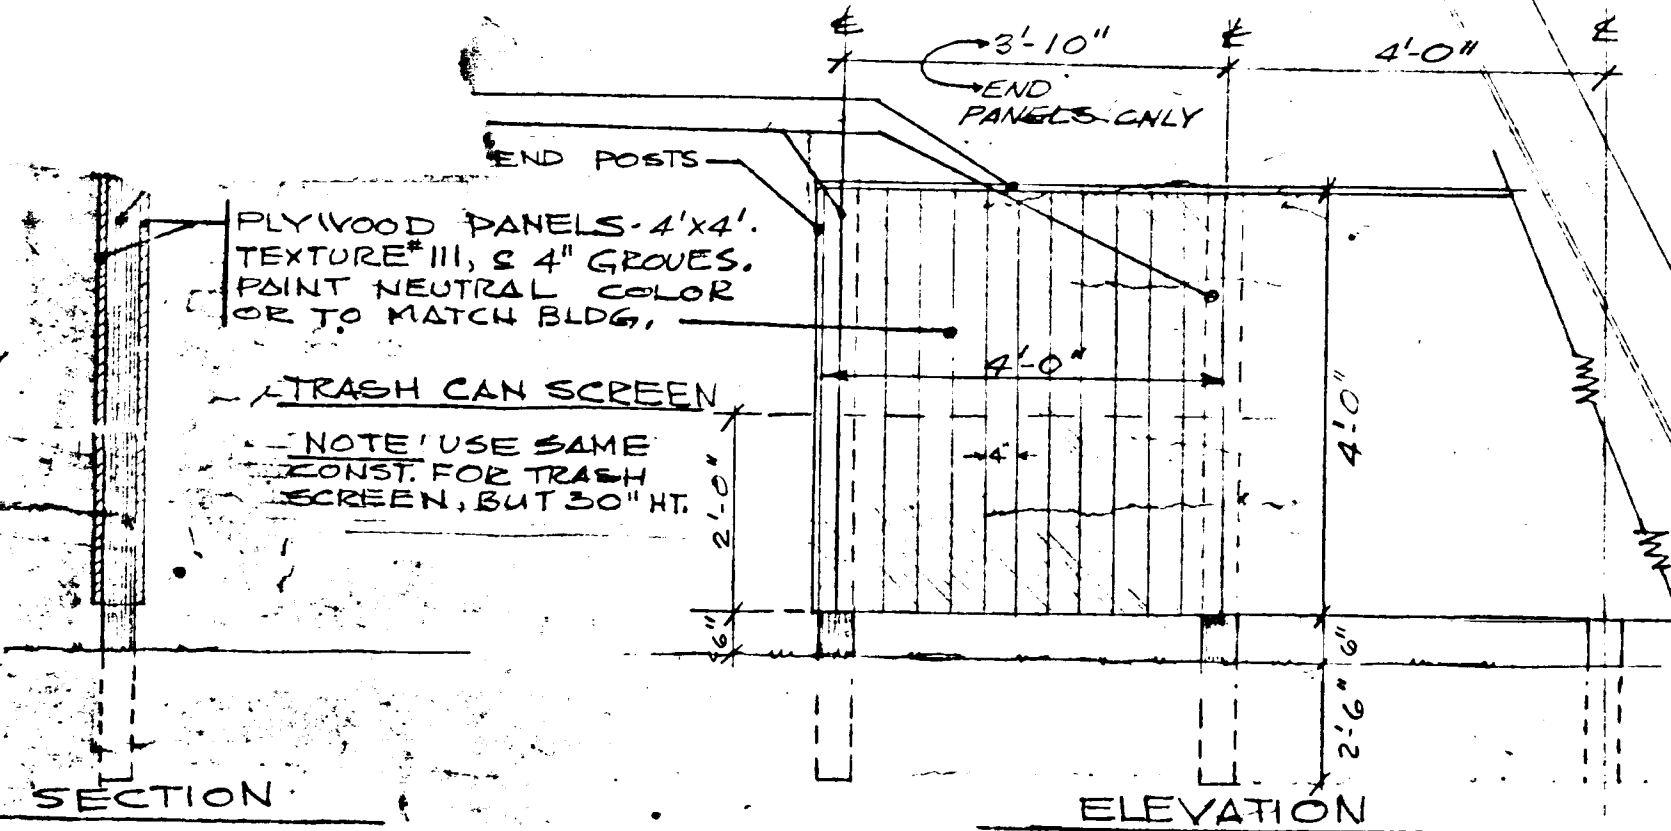 ℄ ℄ ℄
3'-10" 4'-0"
END
PANELS ONLY
END POSTS
PLYWOOD PANELS-4'X4'.
TEXTURE #111, & 4" GROVES.
PAINT NEUTRAL COLOR
OR TO MATCH BLDG.
4'-0"
TRASH CAN SCREEN
NOTE! USE SAME
CONST. FOR TRASH
SCREEN, BUT 30" HT.
4"
2'-0"
6"
4'-0"
6"
2'-6"
SECTION
ELEVATION